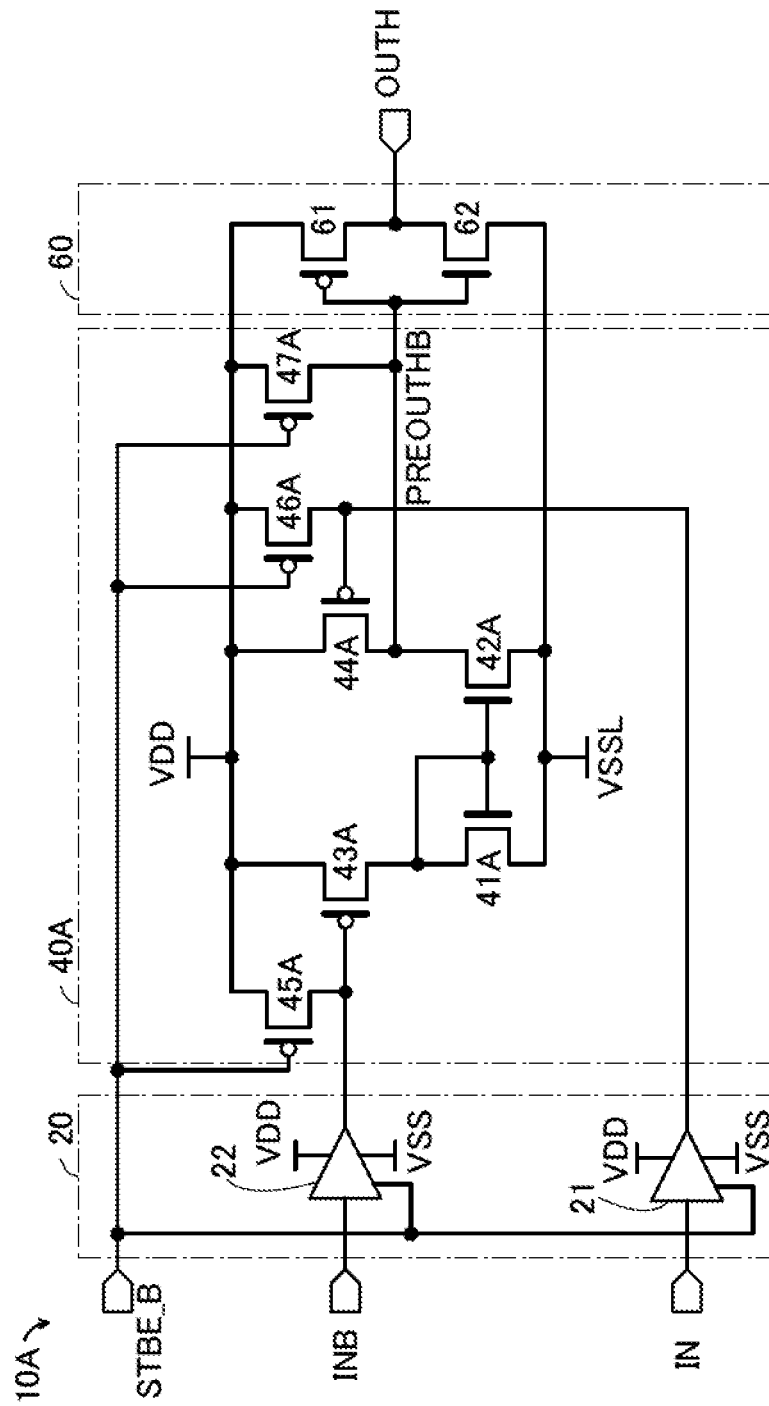 10A
STBE_B
INB
IN
20
22
VDD
VSS
21
VDD
VSS
40A
VDD
45A
43A
41A
44A
42A
46A
47A
PREOUTHB
VSSL
60
61
62
OUTH